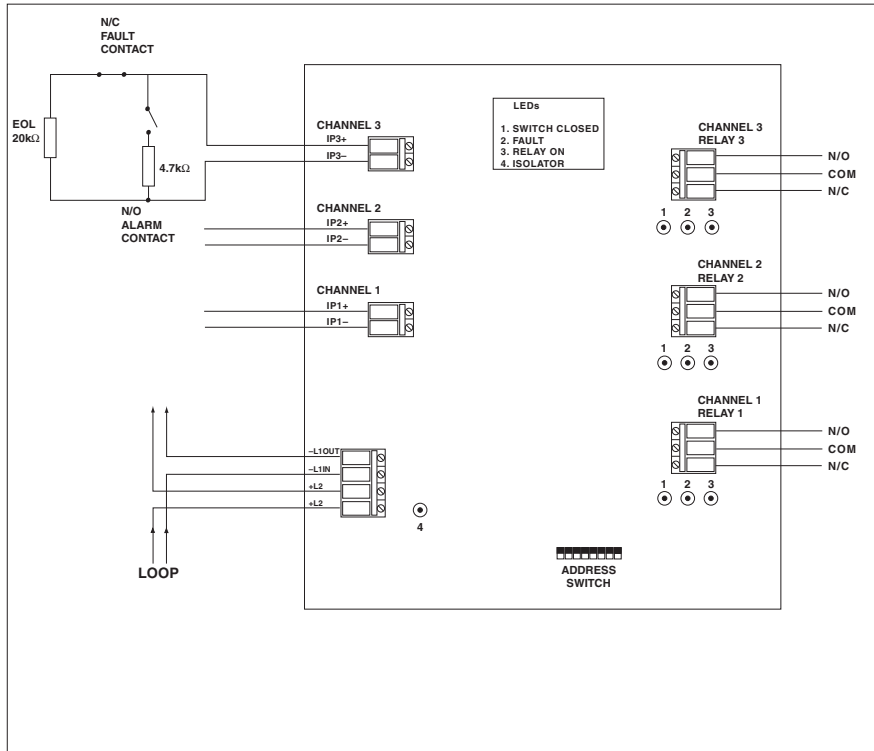 N/C
FAULT
CONTACT
EOL
20kΩ
4.7kΩ
N/O
ALARM
CONTACT
CHANNEL 3
IP3+
IP3–
CHANNEL 2
IP2+
IP2–
CHANNEL 1
IP1+
IP1–
–L1OUT
–L1IN
+L2
+L2
LOOP
4
LEDs
1. SWITCH CLOSED
2. FAULT
3. RELAY ON
4. ISOLATOR
CHANNEL 3
RELAY 3
N/O
COM
N/C
1 2 3
CHANNEL 2
RELAY 2
N/O
COM
N/C
1 2 3
CHANNEL 1
RELAY 1
N/O
COM
N/C
1 2 3
ADDRESS
SWITCH